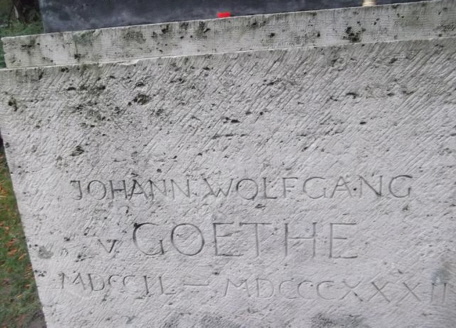 JOHANN WOLFGANG
v. GOETHE
MDCCIL – MDCCCXXXII